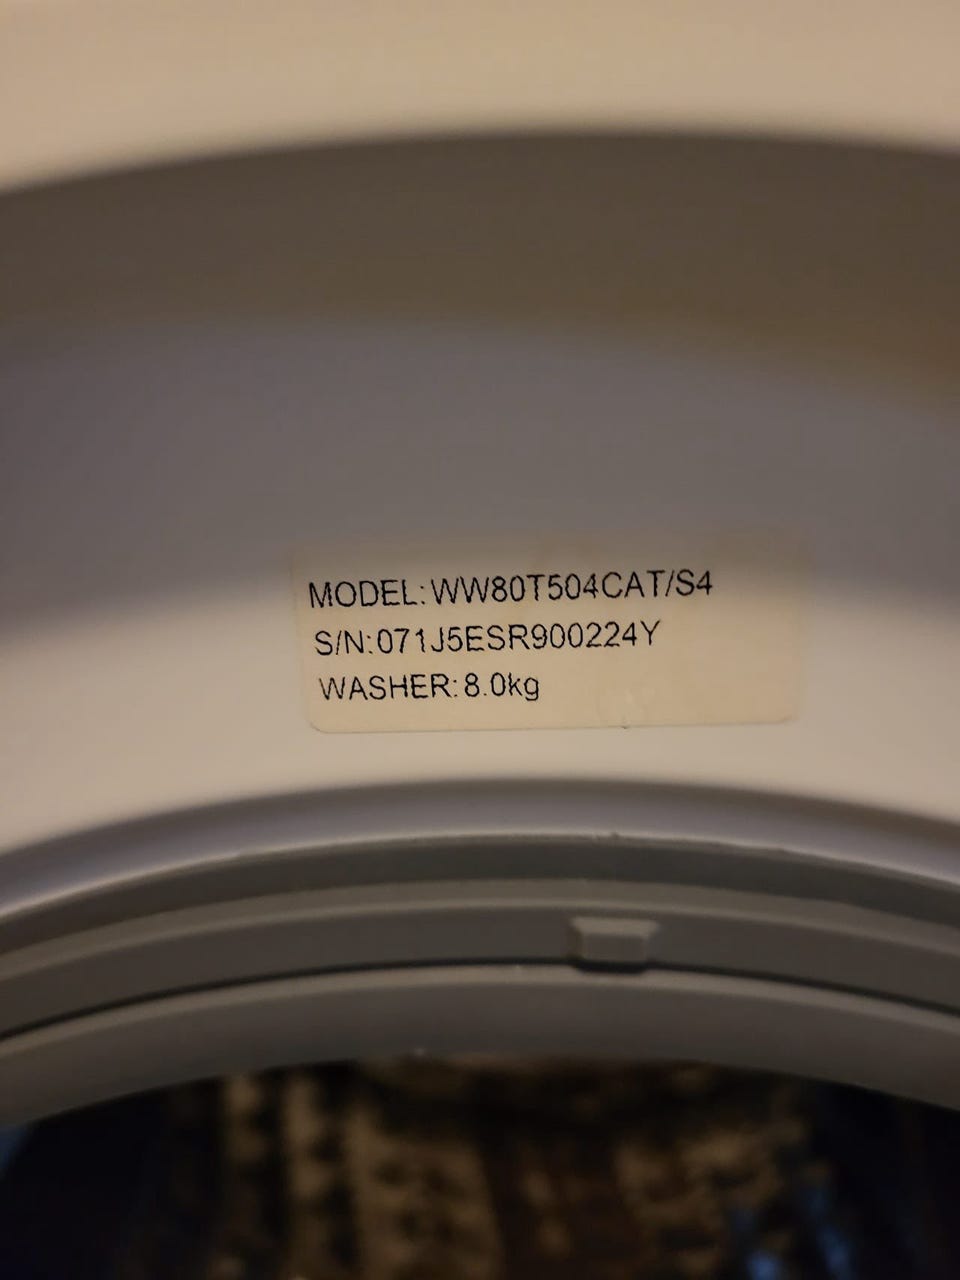 MODEL:WW80T504CAT/S4
S/N:071J5ESR900224Y
WASHER:8.0kg